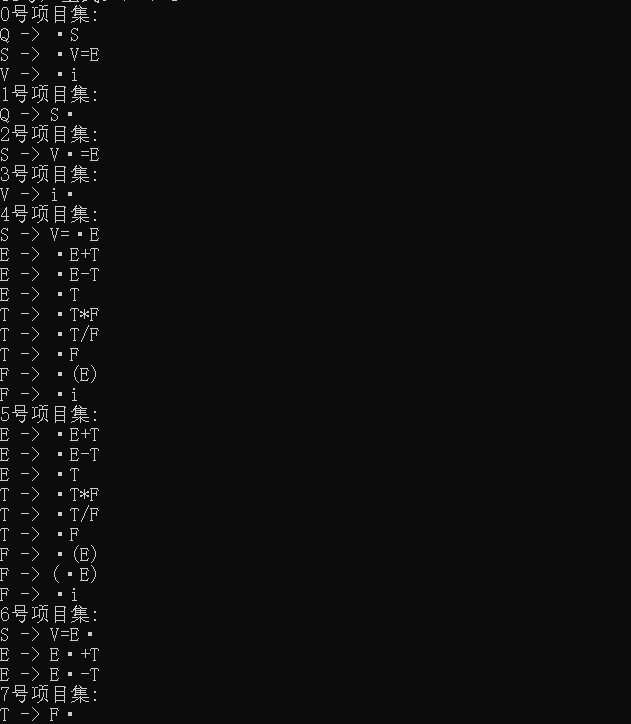 0号项目集:
Q -> ·S
S -> ·V=E
V -> ·i
1号项目集:
Q -> S·
2号项目集:
S -> V·=E
3号项目集:
V -> i·
4号项目集:
S -> V=·E
E -> ·E+T
E -> ·E-T
E -> ·T
T -> ·T*F
T -> ·T/F
T -> ·F
F -> ·(E)
F -> ·i
5号项目集:
E -> ·E+T
E -> ·E-T
E -> ·T
T -> ·T*F
T -> ·T/F
T -> ·F
F -> ·(E)
F -> (·E)
F -> ·i
6号项目集:
S -> V=E·
E -> E·+T
E -> E·-T
7号项目集:
T -> F·